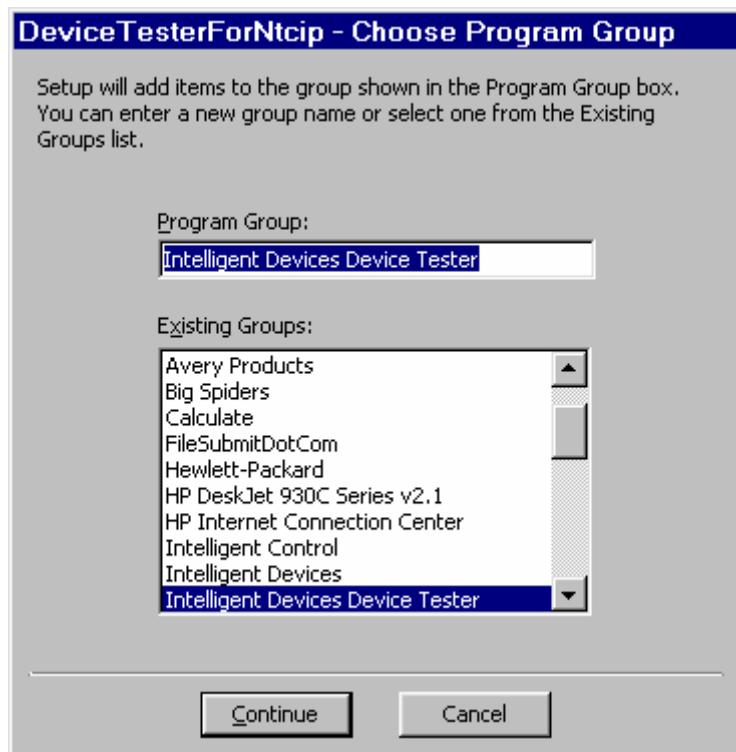 DeviceTesterForNtcip - Choose Program Group
Setup will add items to the group shown in the Program Group box.
You can enter a new group name or select one from the Existing
Groups list.
Program Group:
Intelligent Devices Device Tester
Existing Groups:
Avery Products
Big Spiders
Calculate
FileSubmitDotCom
Hewlett-Packard
HP DeskJet 930C Series v2.1
HP Internet Connection Center
Intelligent Control
Intelligent Devices
Intelligent Devices Device Tester
Continue
Cancel